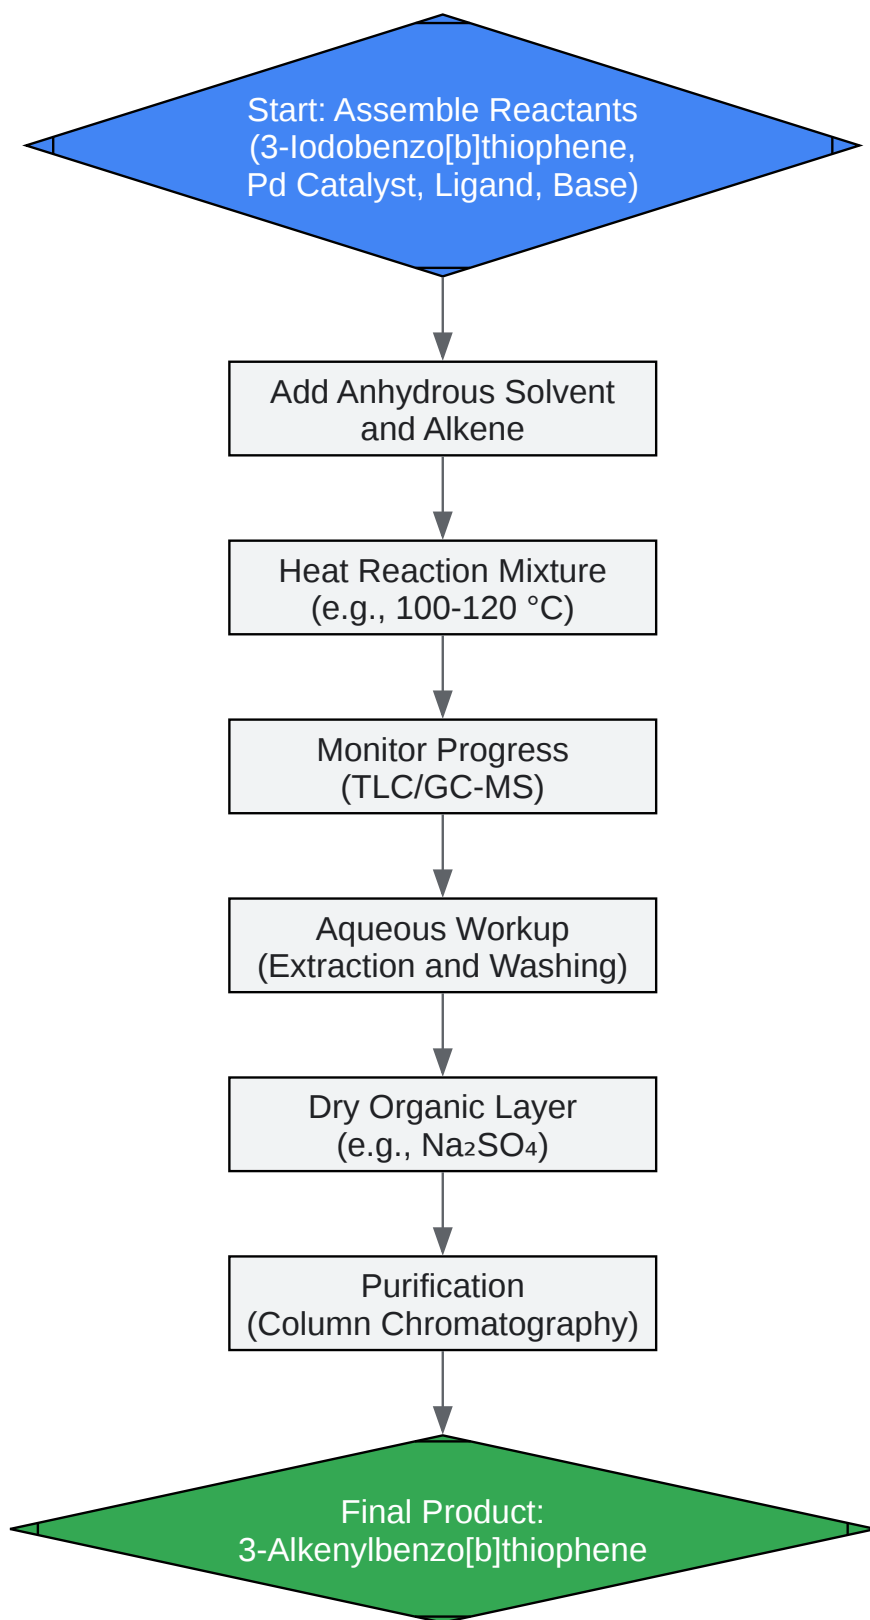 Start: Assemble Reactants
(3-Iodobenzo[b]thiophene,
Pd Catalyst, Ligand, Base)
Add Anhydrous Solvent
and Alkene
Heat Reaction Mixture
(e.g., 100-120 °C)
Monitor Progress
(TLC/GC-MS)
Aqueous Workup
(Extraction and Washing)
Dry Organic Layer
(e.g., Na₂SO₄)
Purification
(Column Chromatography)
Final Product:
3-Alkenylbenzo[b]thiophene